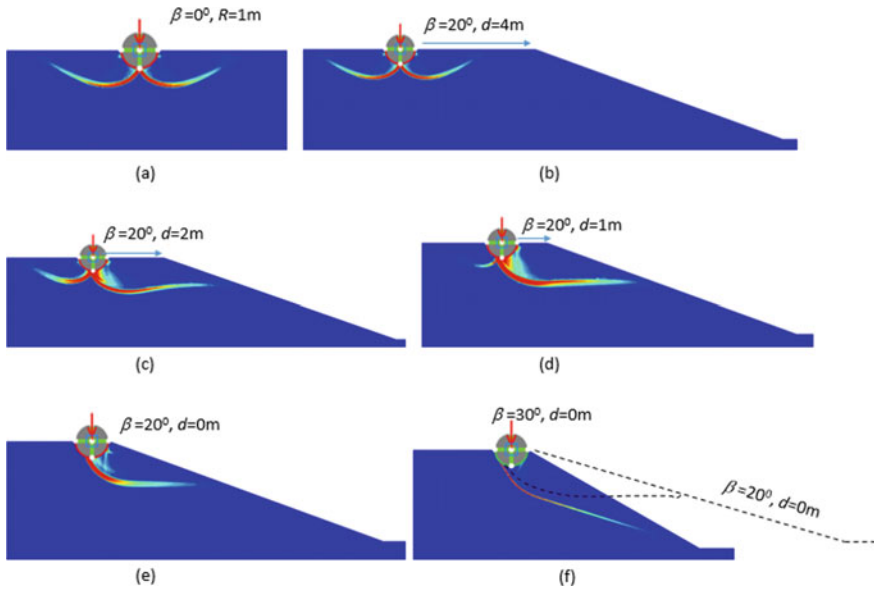 β=0⁰, R=1m
β=20⁰, d=4m
(a)
(b)
β=20⁰, d=2m
β=20⁰, d=1m
(c)
(d)
β=20⁰, d=0m
β=30⁰, d=0m
β=20⁰, d=0m
(e)
(f)